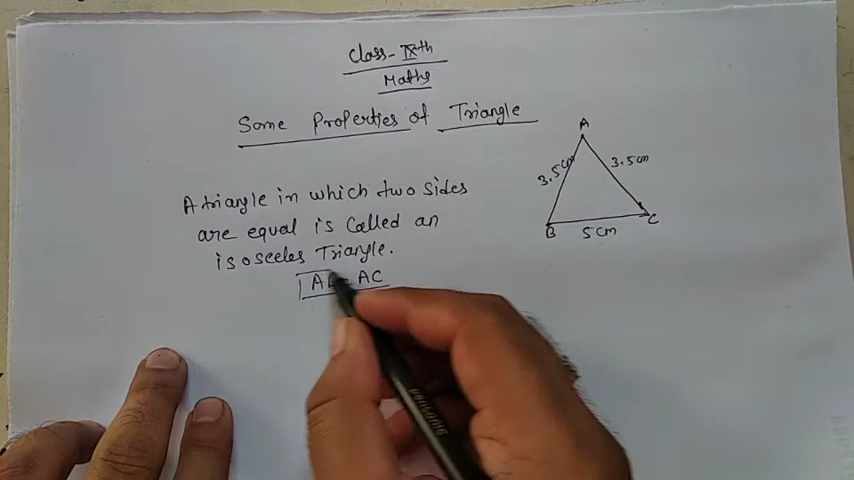 Class-IXth
Maths
Some Properties of Triangle
A triangle in which two sides
are equal is called an
isoseeles Triangle.
AC
A
3.5cm
3.5cm
B
C
5cm